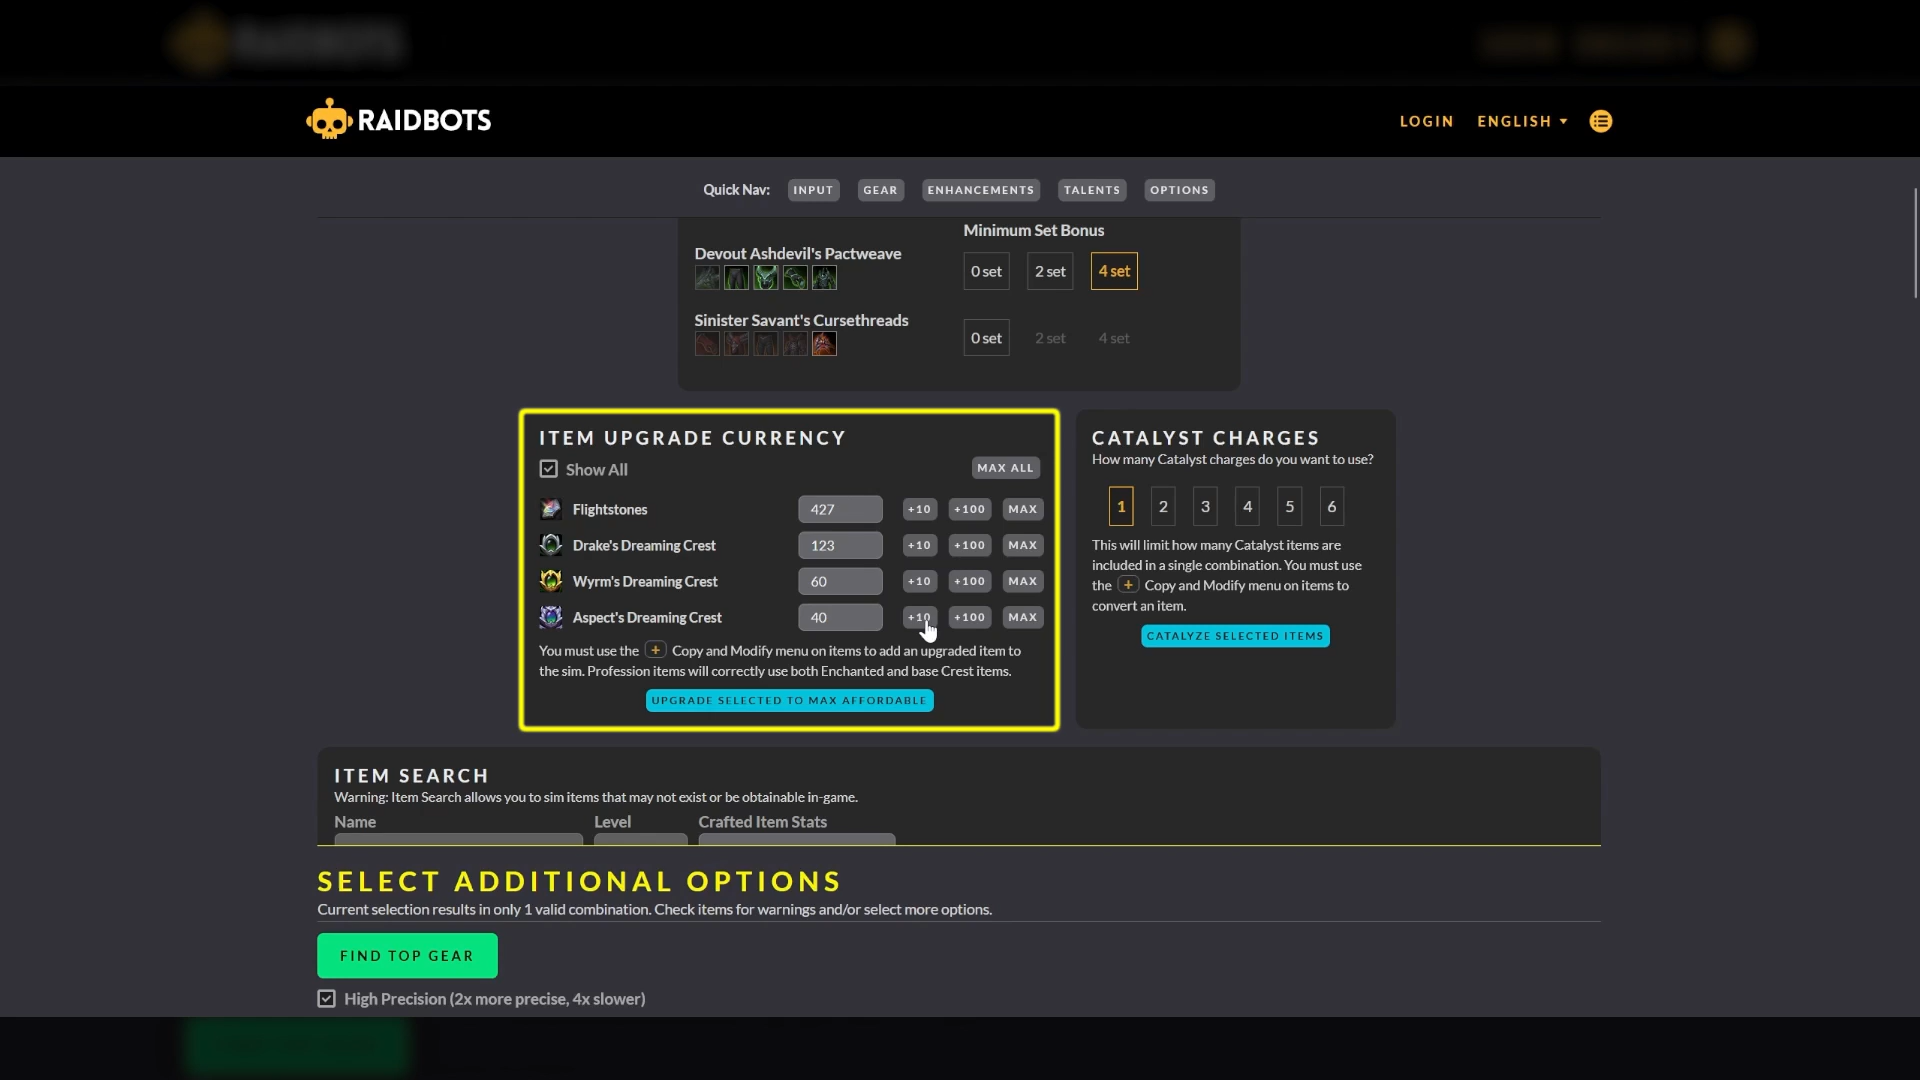 RAIDBOTS
LOGIN ENGLISH
Quick Nav: INPUT GEAR ENHANCEMENTS TALENTS OPTIONS
Minimum Set Bonus
Devout Ashdevil's Pactweave
0 set 2 set 4 set
Sinister Savant's Cursethreads
0 set 2 set 4 set
ITEM UPGRADE CURRENCY
Show All MAX ALL
Flightstones 427 +10 +100 MAX
Drake's Dreaming Crest 123 +10 +100 MAX
Wyrm's Dreaming Crest 60 +10 +100 MAX
Aspect's Dreaming Crest 40 +10 +100 MAX
You must use the + Copy and Modify menu on items to add an upgraded item to
the sim. Profession items will correctly use both Enchanted and base Crest items.
UPGRADE SELECTED TO MAX AFFORDABLE
CATALYST CHARGES
How many Catalyst charges do you want to use?
1 2 3 4 5 6
This will limit how many Catalyst items are
included in a single combination. You must use
the + Copy and Modify menu on items to
convert an item.
CATALYZE SELECTED ITEMS
ITEM SEARCH
Warning: Item Search allows you to sim items that may not exist or be obtainable in-game.
Name Level Crafted Item Stats
SELECT ADDITIONAL OPTIONS
Current selection results in only 1 valid combination. Check items for warnings and/or select more options.
FIND TOP GEAR
High Precision (2x more precise, 4x slower)